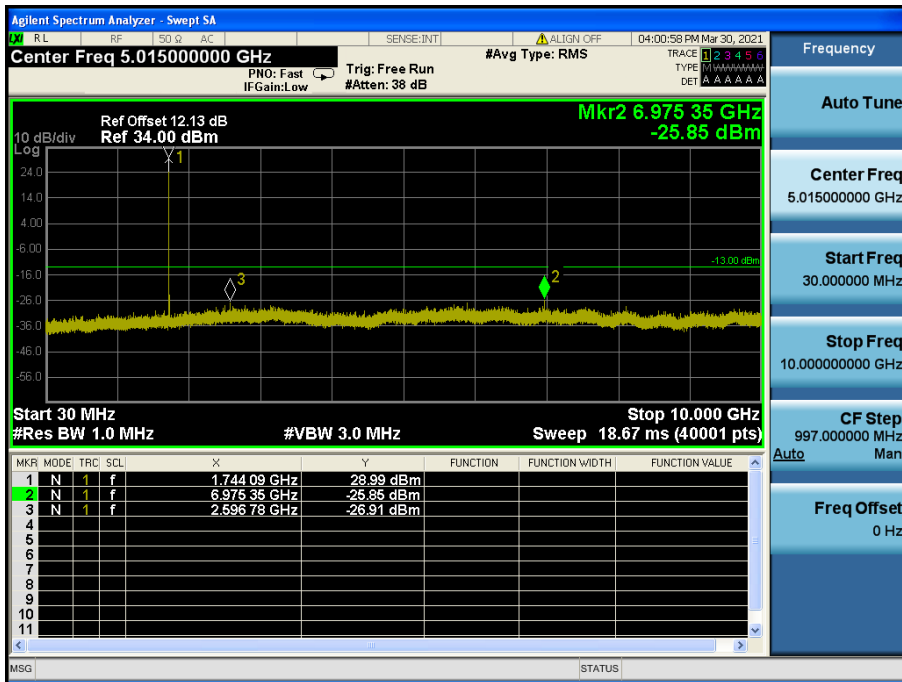 Agilent Spectrum Analyzer - Swept SA
LXI RL RF 50 Ω AC SENSE:INT ALIGN OFF 04:00:58 PM Mar 30, 2021
Center Freq 5.015000000 GHz
PNO: Fast
IFGain:Low
Trig: Free Run
#Atten: 38 dB
#Avg Type: RMS
TRACE 1 2 3 4 5 6
TYPE MWWWWW
DET A A A A A A
Mkr2 6.975 35 GHz
-25.85 dBm
Ref Offset 12.13 dB
10 dB/div Ref 34.00 dBm
Log
24.0
14.0
4.00
-6.00
-16.0
-26.0
-36.0
-46.0
-56.0
1
3
2
-13.00 dBm
Start 30 MHz Stop 10.000 GHz
#Res BW 1.0 MHz #VBW 3.0 MHz Sweep 18.67 ms (40001 pts)
MKR MODE TRC SCL X Y FUNCTION FUNCTION WIDTH FUNCTION VALUE
1 N 1 f 1.744 09 GHz 28.99 dBm
2 N 1 f 6.975 35 GHz -25.85 dBm
3 N 1 f 2.596 78 GHz -26.91 dBm
4
5
6
7
8
9
10
11
MSG STATUS
Frequency
Auto Tune
Center Freq
5.015000000 GHz
Start Freq
30.000000 MHz
Stop Freq
10.000000000 GHz
CF Step
997.000000 MHz
Auto Man
Freq Offset
0 Hz